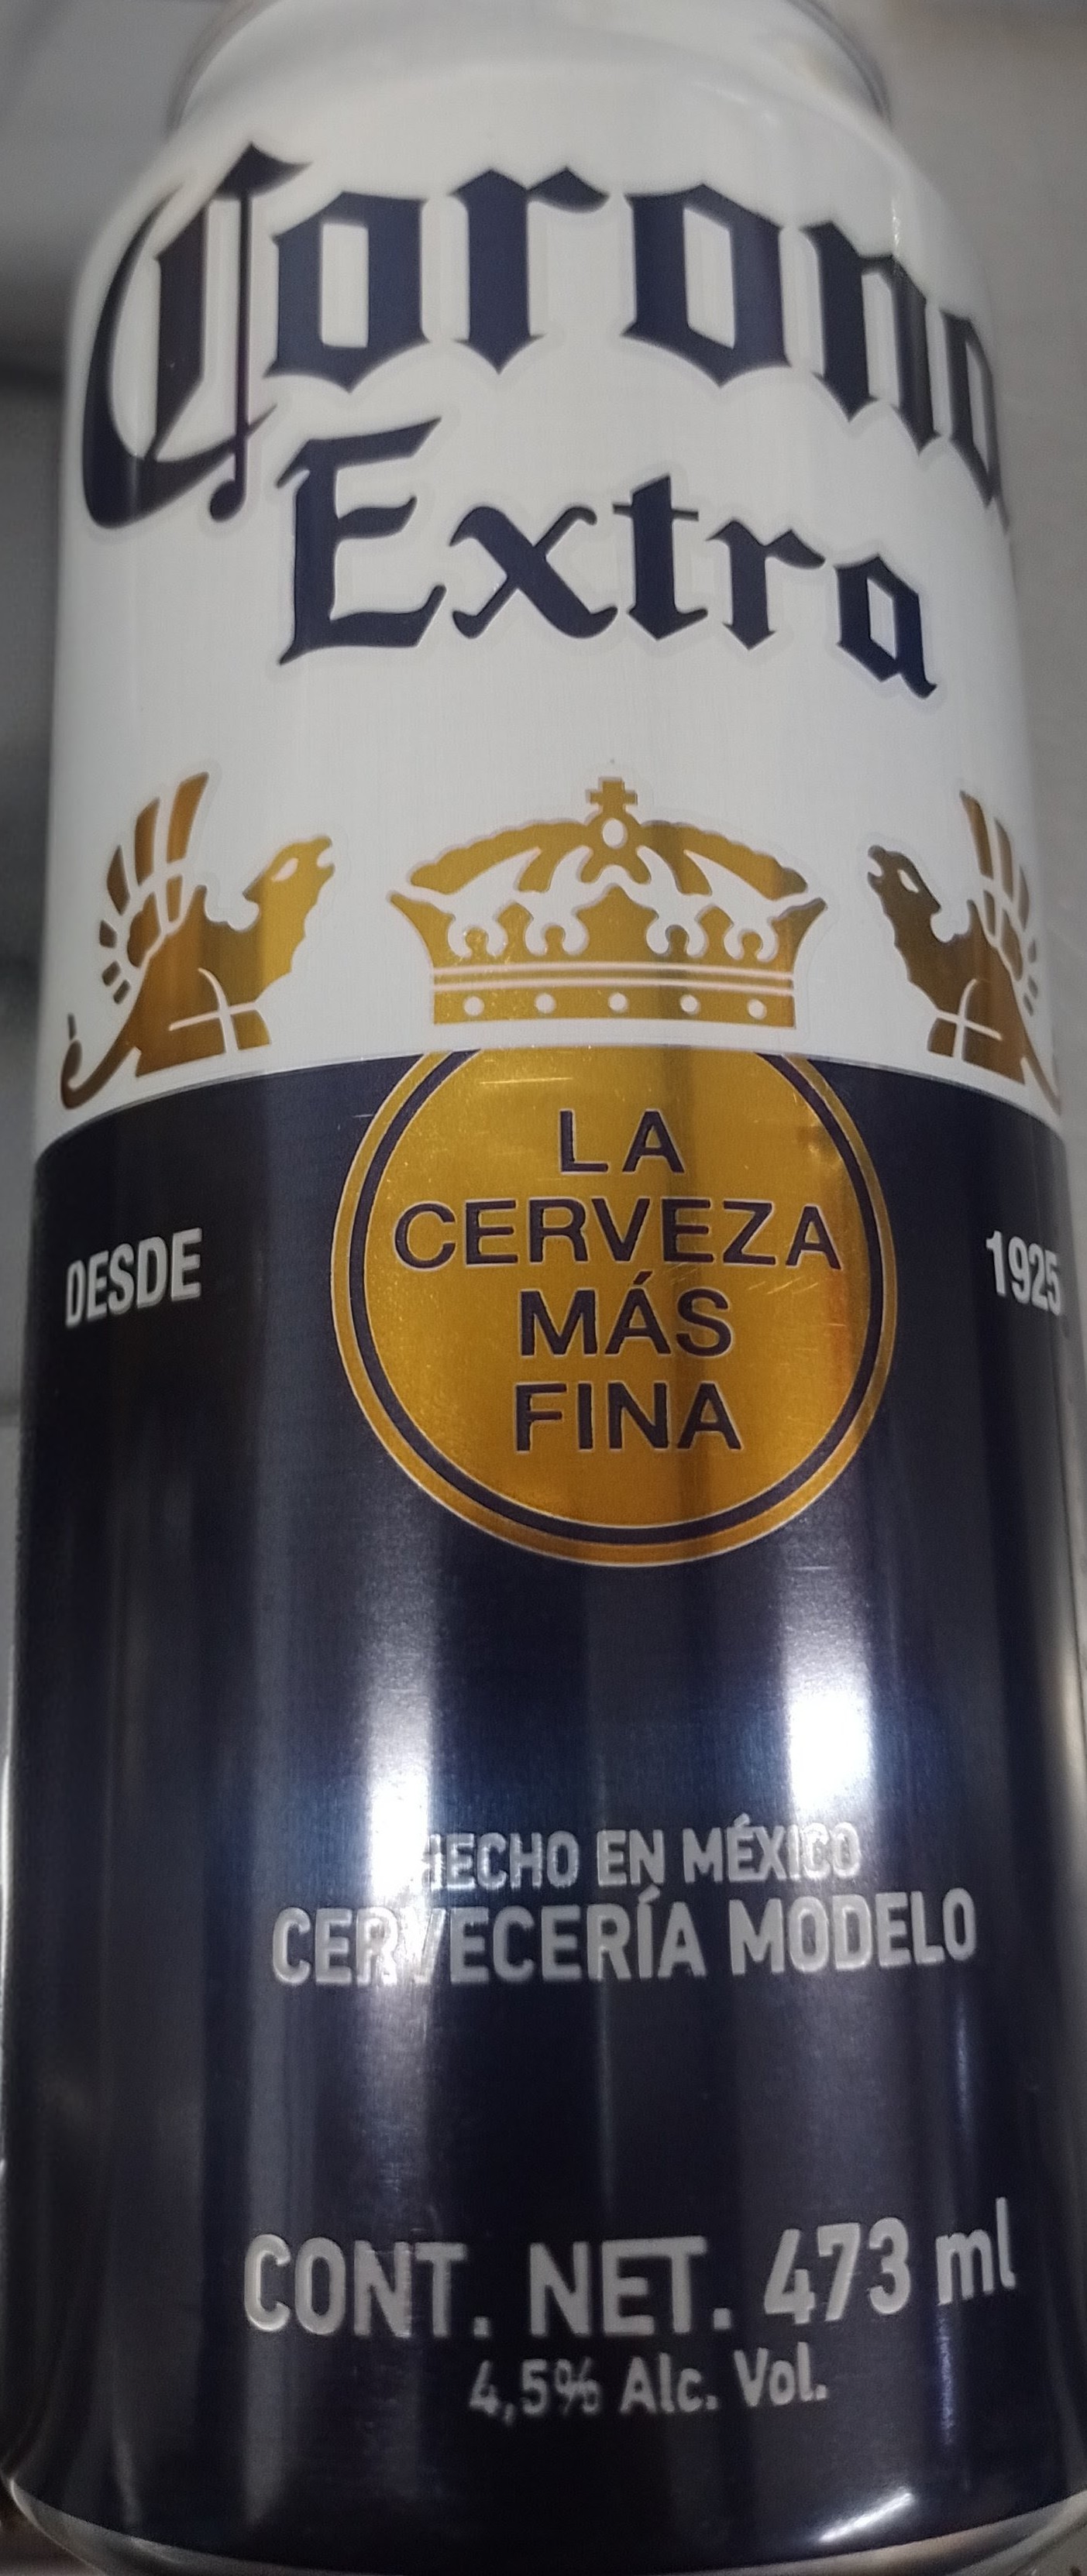 Corona
Extra
LA
CERVEZA
MÁS
FINA
DESDE 1925
HECHO EN MÉXICO
CERVECERÍA MODELO
CONT. NET. 473 ml
4,5% Alc. Vol.